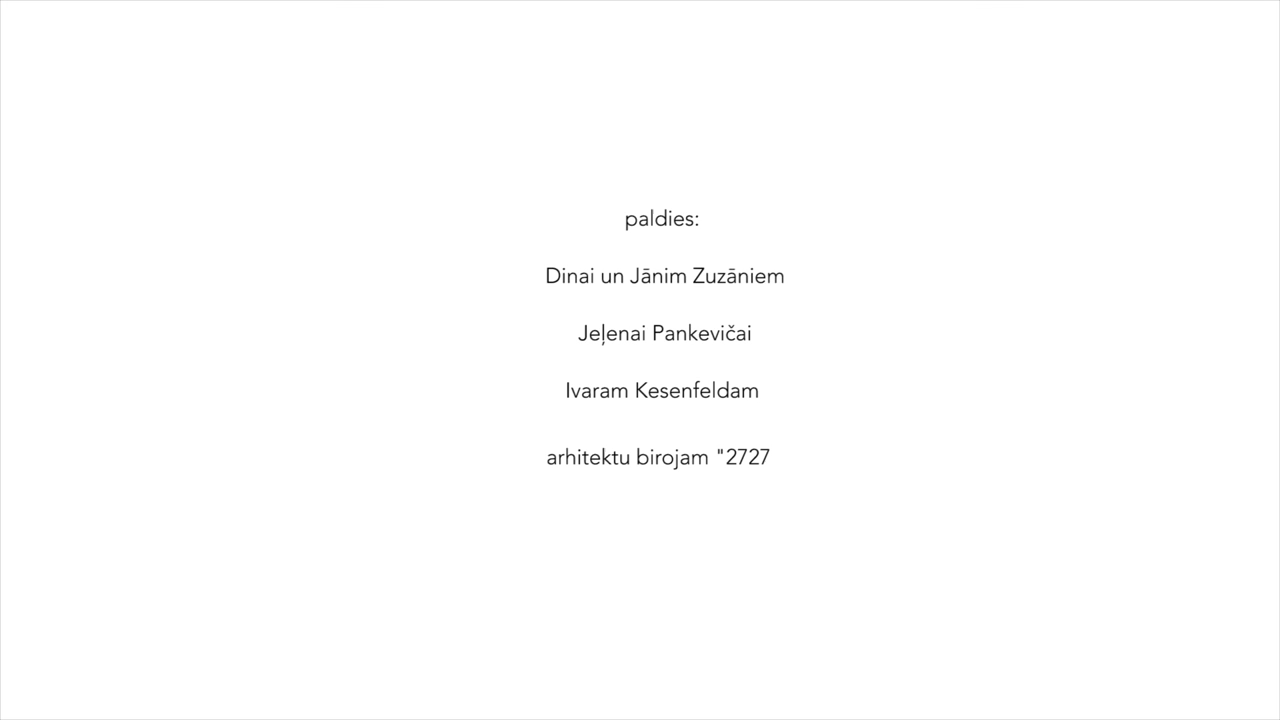 paldies:
Dinai un Jānim Zuzāniem
Jeļenai Pankevičai
Ivaram Kesenfeldam
arhitektu birojam "2727